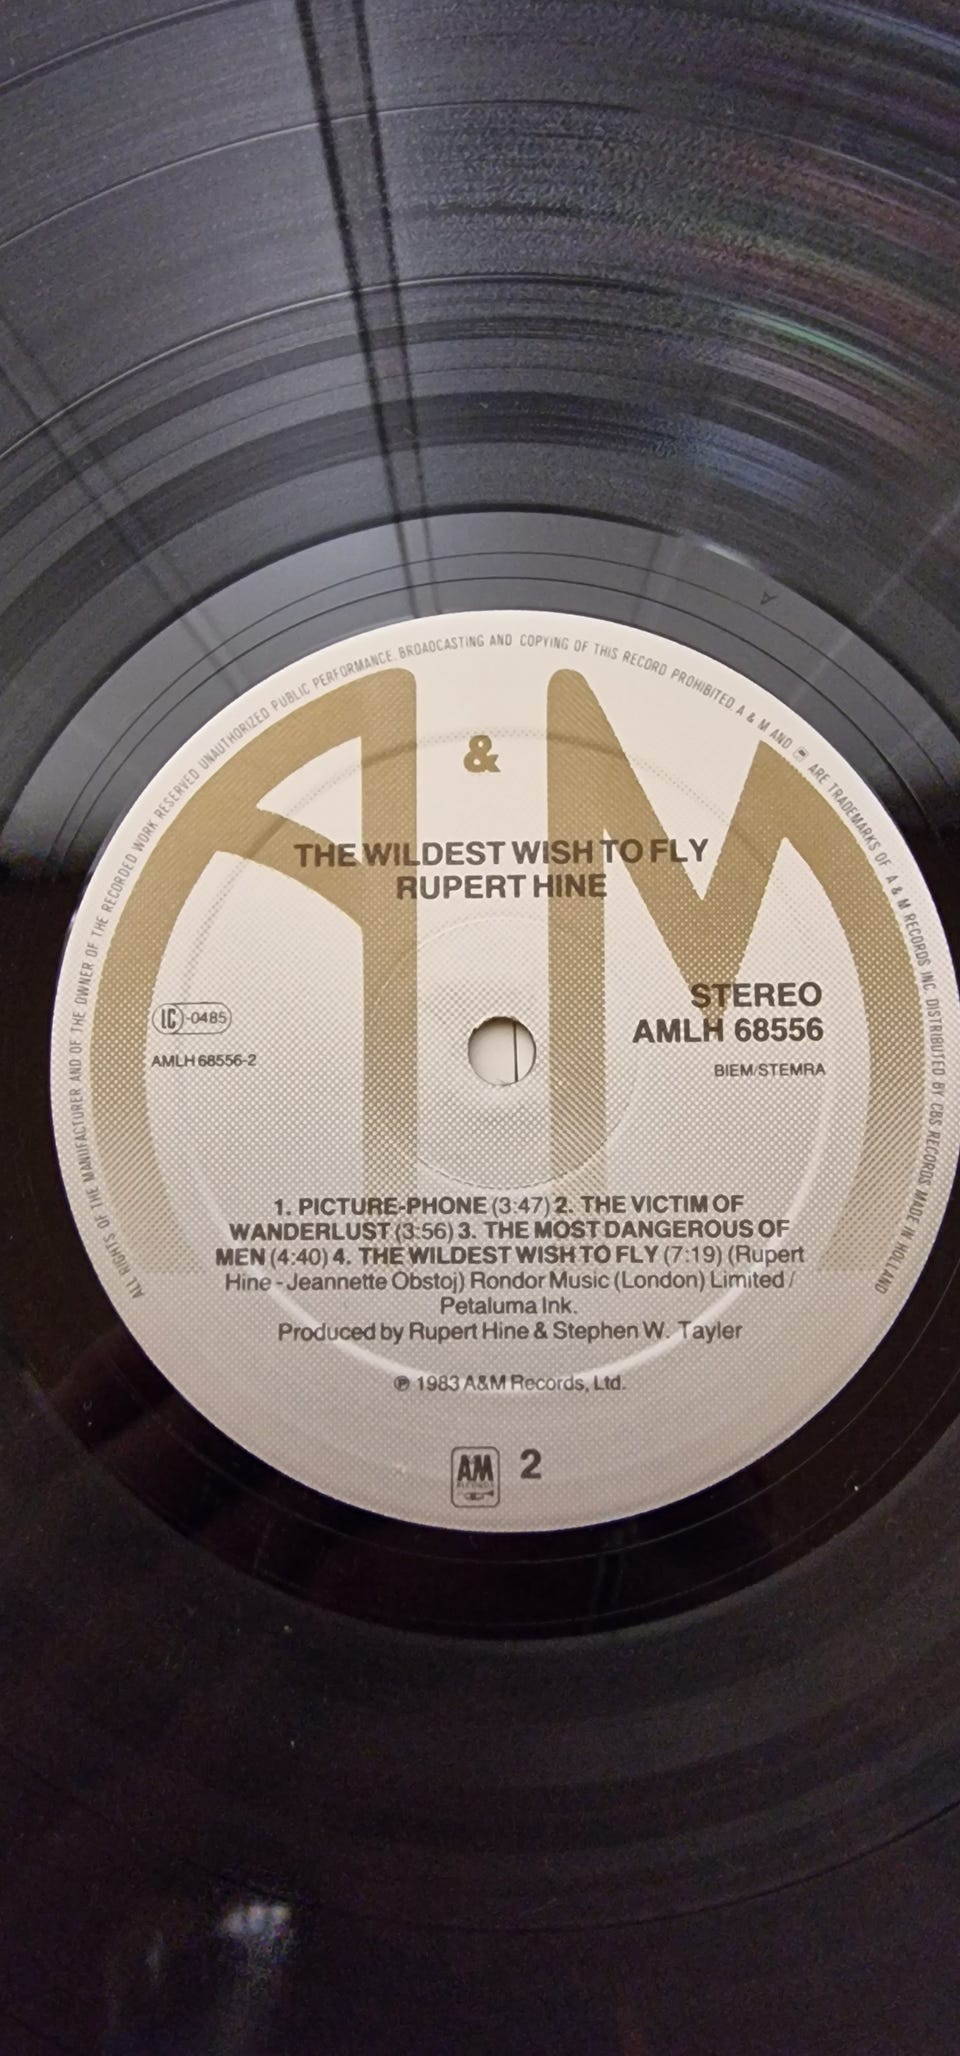 ALL RIGHTS OF THE MANUFACTURER AND OF THE OWNER OF THE RECORDED WORK RESERVED UNAUTHORIZED PUBLIC PERFORMANCE. BROADCASTING AND COPYING OF THIS RECORD PROHIBITED. A & M AND ARE TRADEMARKS OF A & M RECORDS INC. DISTRIBUTED BY CBS RECORDS MADE IN HOLLAND
A & M
THE WILDEST WISH TO FLY
RUPERT HINE
LC-0485
AMLH 68556-2
STEREO
AMLH 68556
BIEM/STEMRA
1. PICTURE-PHONE (3:47) 2. THE VICTIM OF
WANDERLUST (3:56) 3. THE MOST DANGEROUS OF
MEN (4:40) 4. THE WILDEST WISH TO FLY (7:19) (Rupert
Hine - Jeannette Obstoj) Rondor Music (London) Limited /
Petaluma Ink.
Produced by Rupert Hine & Stephen W. Tayler
℗ 1983 A&M Records, Ltd.
AM RECORDS 2
A